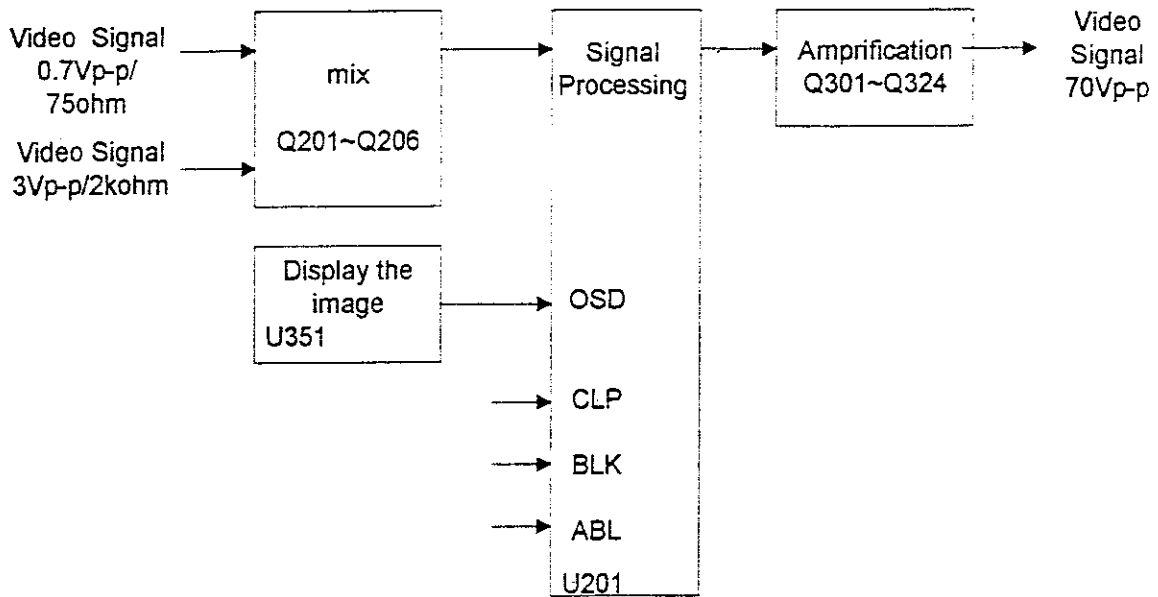 Video Signal
0.7Vp-p/
75ohm
Video Signal
3Vp-p/2kohm
mix
Q201~Q206
Display the
image
U351
Signal
Processing
OSD
CLP
BLK
ABL
U201
Amprification
Q301~Q324
Video
Signal
70Vp-p